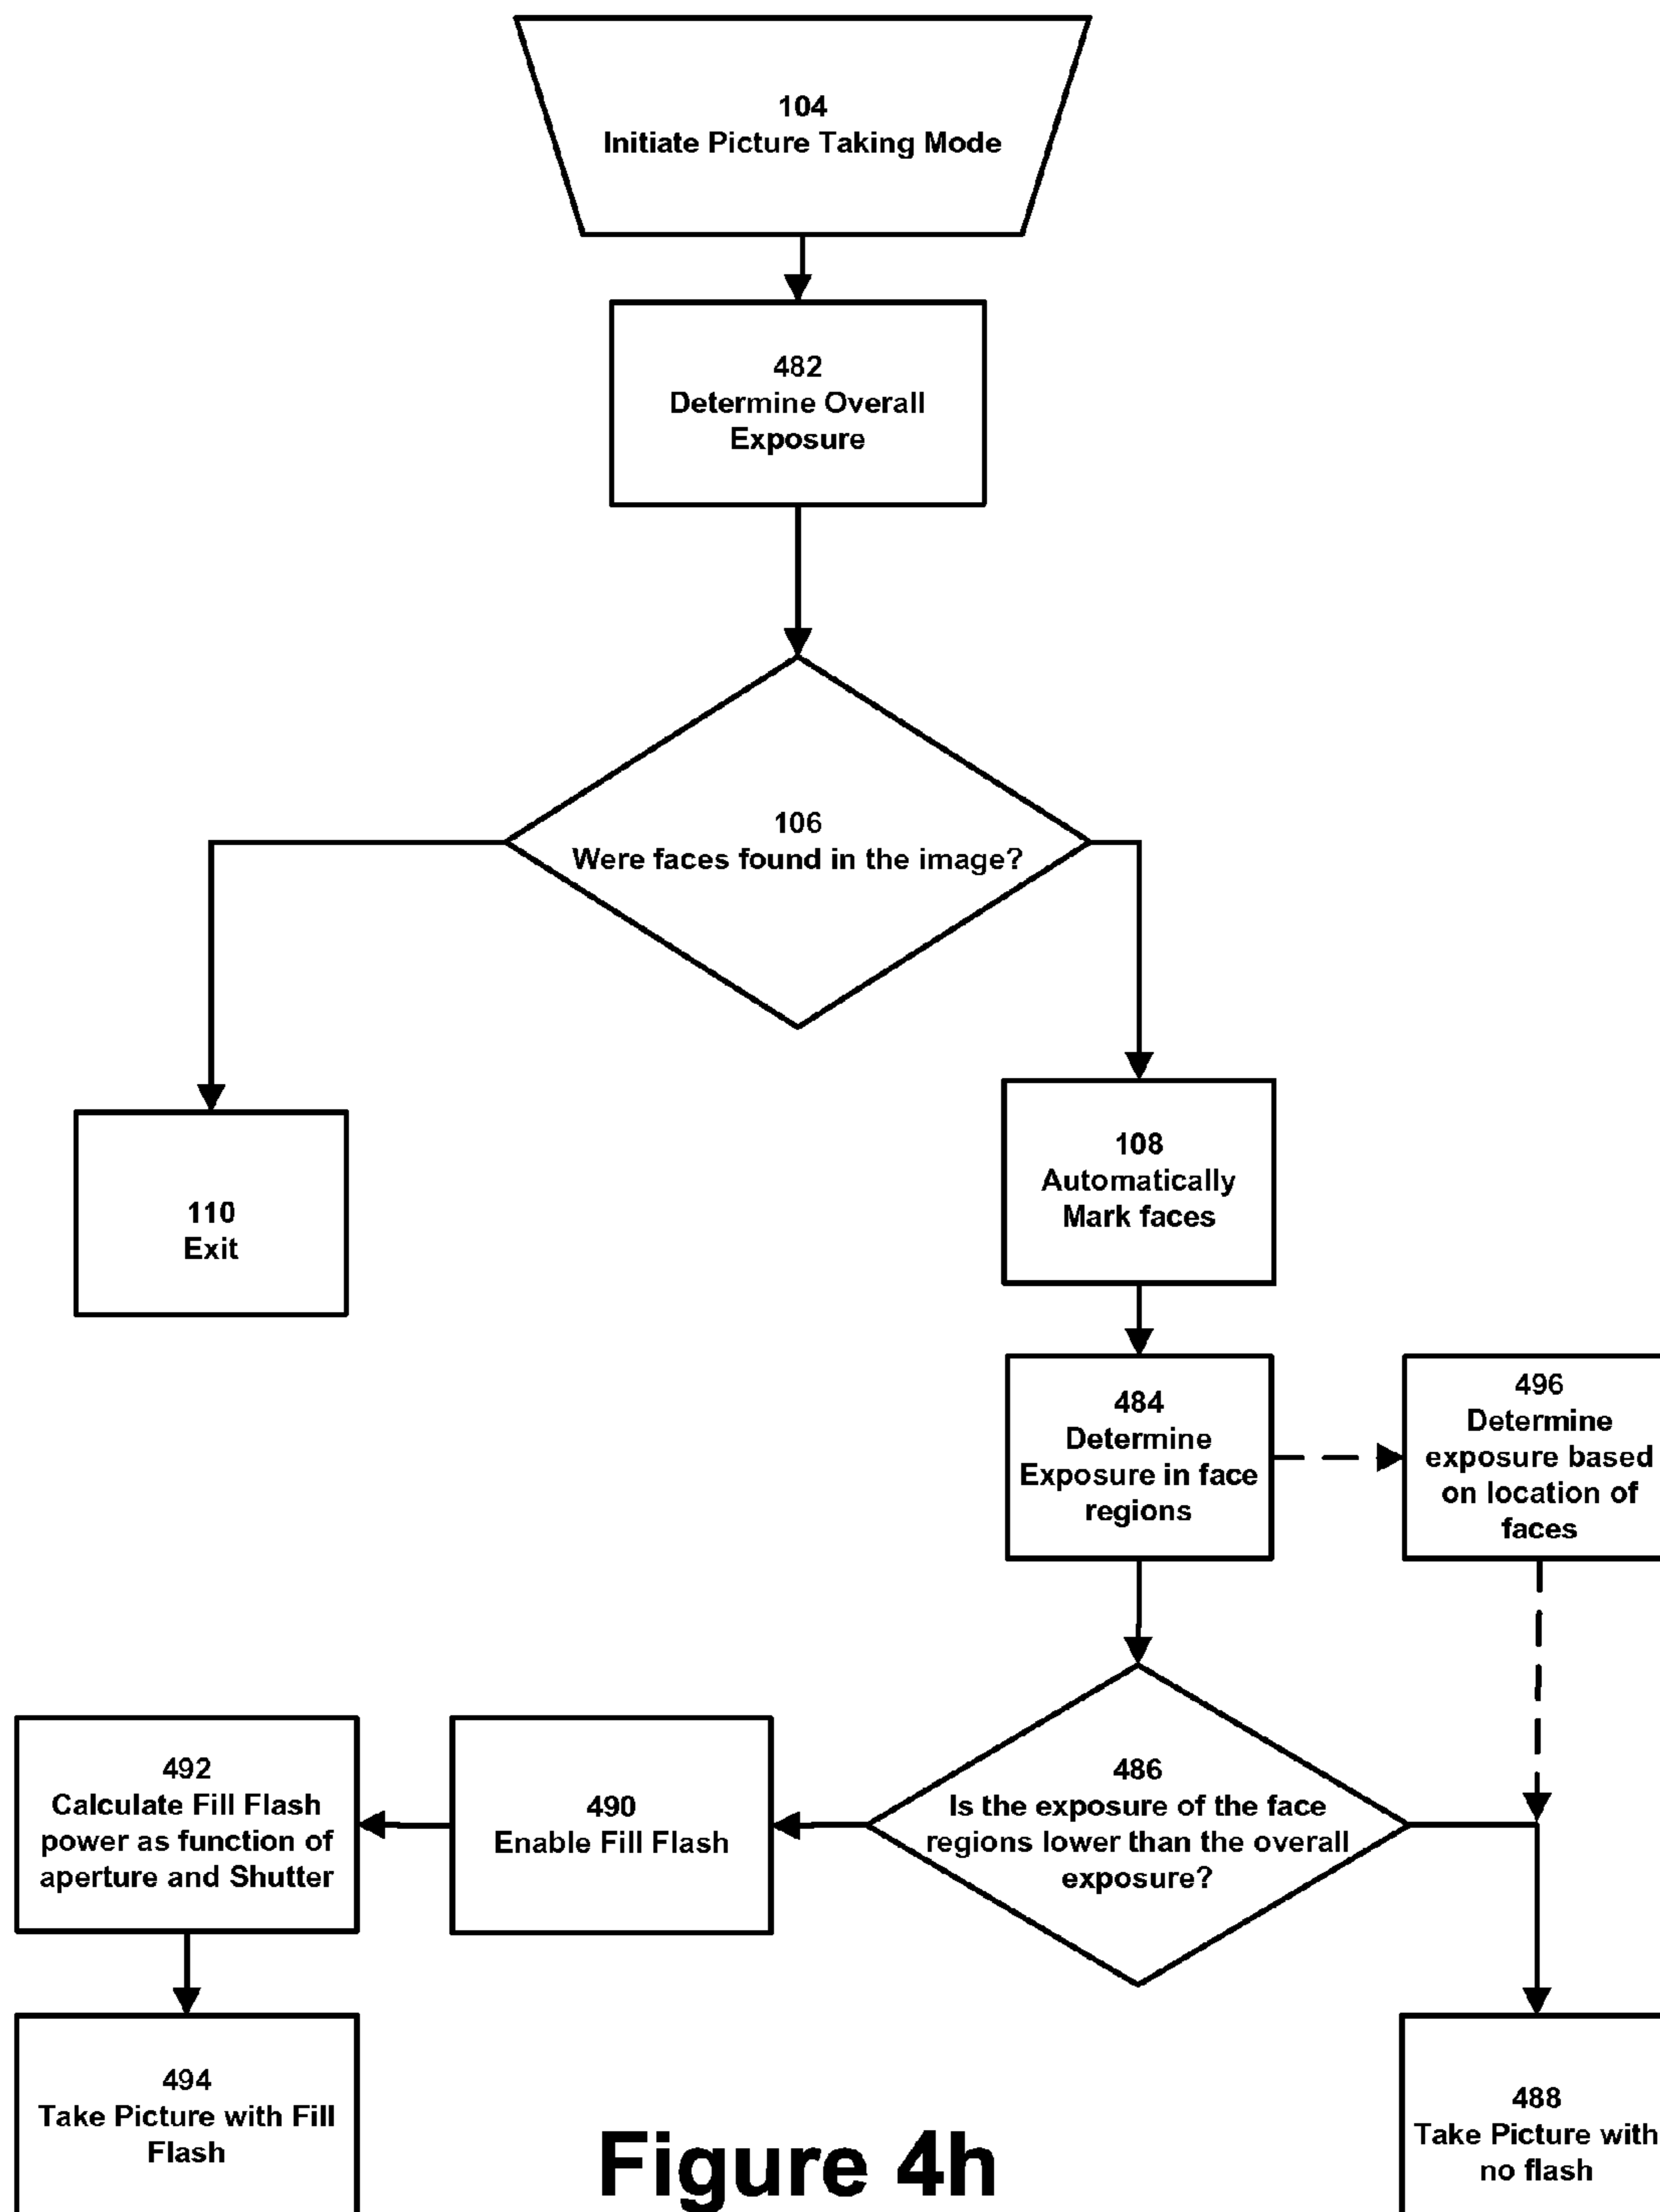 104
Initiate Picture Taking Mode
482
Determine Overall
Exposure
106
Were faces found in the image?
110
Exit
108
Automatically
Mark faces
484
Determine
Exposure in face
regions
496
Determine
exposure based
on location of
faces
486
Is the exposure of the face
regions lower than the overall
exposure?
490
Enable Fill Flash
492
Calculate Fill Flash
power as function of
aperture and Shutter
494
Take Picture with Fill
Flash
488
Take Picture with
no flash
Figure 4h